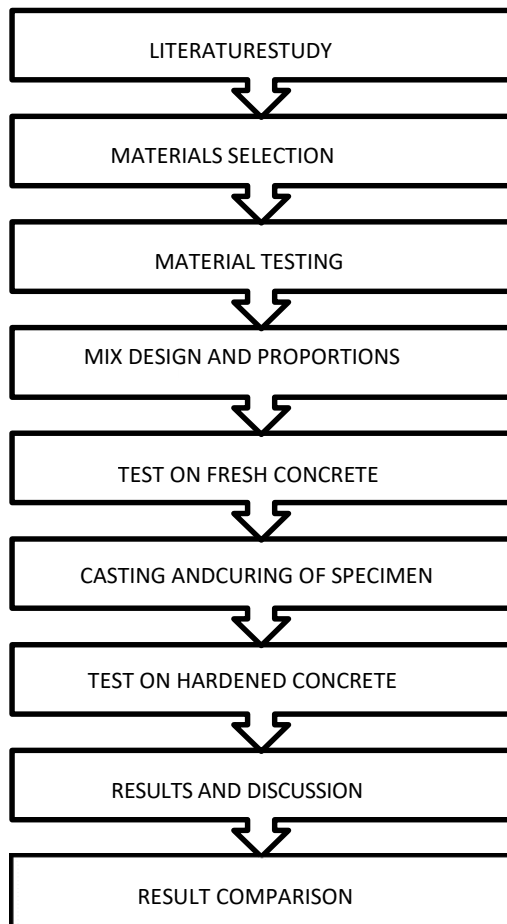 LITERATURESTUDY
MATERIALS SELECTION
MATERIAL TESTING
MIX DESIGN AND PROPORTIONS
TEST ON FRESH CONCRETE
CASTING ANDCURING OF SPECIMEN
TEST ON HARDENED CONCRETE
RESULTS AND DISCUSSION
RESULT COMPARISON